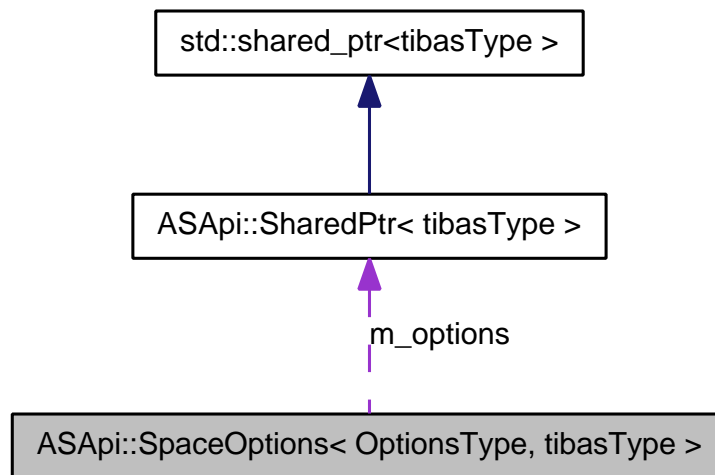 std::shared_ptr<tibasType >
ASApi::SharedPtr< tibasType >
m_options
ASApi::SpaceOptions< OptionsType, tibasType >